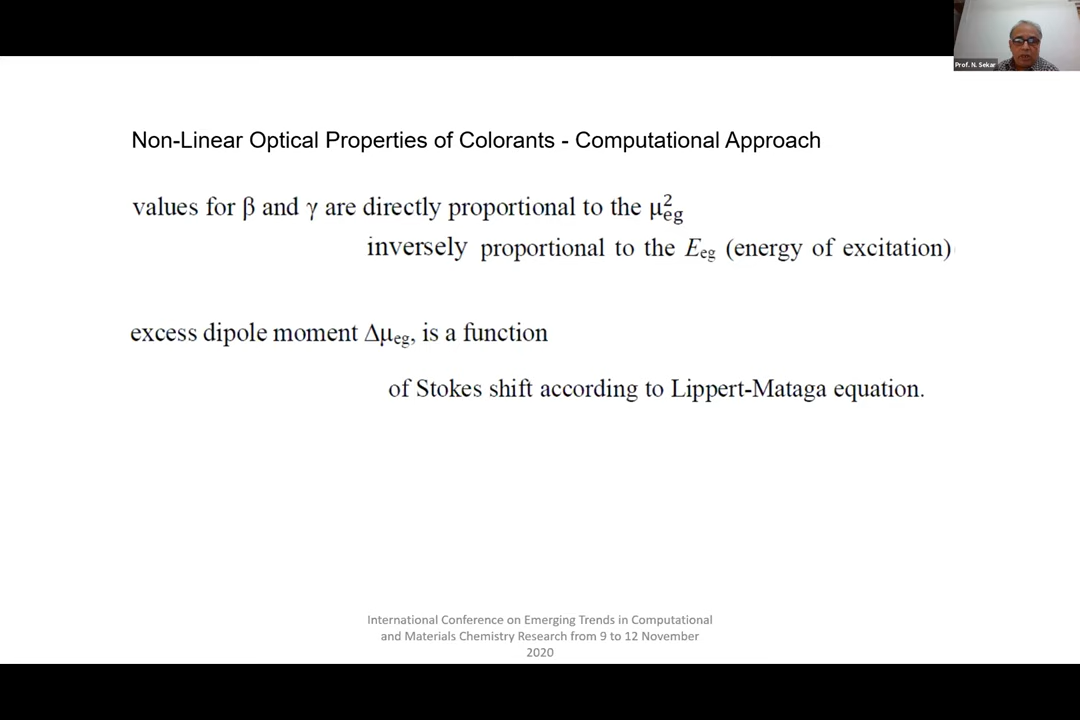 Prof. N. Sekar
Non-Linear Optical Properties of Colorants - Computational Approach
values for β and γ are directly proportional to the μ²eg
inversely proportional to the Eeg (energy of excitation)
excess dipole moment Δμeg, is a function
of Stokes shift according to Lippert-Mataga equation.
International Conference on Emerging Trends in Computational
and Materials Chemistry Research from 9 to 12 November
2020